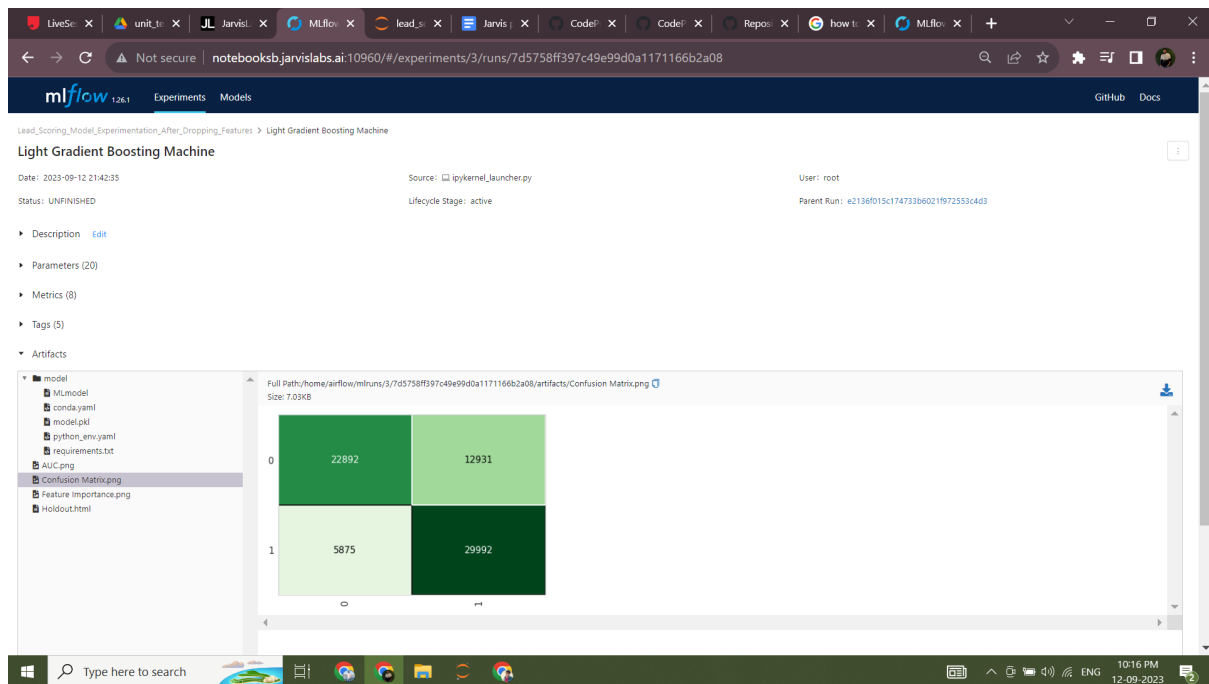 LiveSe: unit_te JL JarvisL MLflow lead_sc Jarvis CodeP CodeP Reposi how to MLflow
Not secure notebooksb.jarvislabs.ai:10960/#/experiments/3/runs/7d5758ff397c49e99d0a1171166b2a08
mlflow 1.26.1 Experiments Models GitHub Docs
Lead_Scoring_Model_Experimentation_After_Dropping_Features > Light Gradient Boosting Machine
Light Gradient Boosting Machine
Date: 2023-09-12 21:42:35 Source: ipykernel_launcher.py User: root
Status: UNFINISHED Lifecycle Stage: active Parent Run: e2136f015c174733b6021f972553c4d3
Description Edit
Parameters (20)
Metrics (8)
Tags (5)
Artifacts
model
MLmodel
conda.yaml
model.pkl
python_env.yaml
requirements.txt
AUC.png
Confusion Matrix.png
Feature Importance.png
Holdout.html
Full Path:/home/airflow/mlruns/3/7d5758ff397c49e99d0a1171166b2a08/artifacts/Confusion Matrix.png
Size: 7.03KB
0 22892 12931
1 5875 29992
0 1
Type here to search ENG 10:16 PM
12-09-2023 2